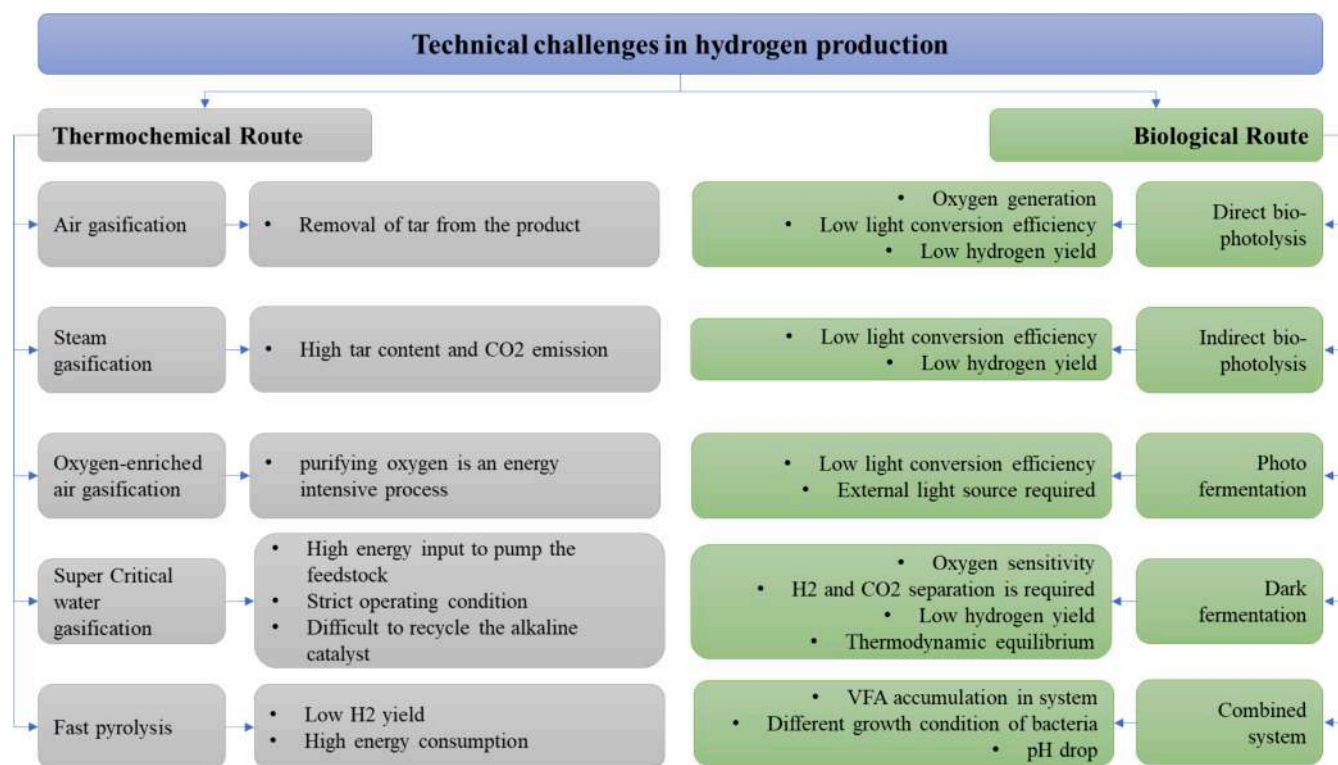 Technical challenges in hydrogen production
Thermochemical Route
Biological Route
Air gasification
• Removal of tar from the product
• Oxygen generation
• Low light conversion efficiency
• Low hydrogen yield
Direct bio-
photolysis
Steam
gasification
• High tar content and CO2 emission
• Low light conversion efficiency
• Low hydrogen yield
Indirect bio-
photolysis
Oxygen-enriched
air gasification
• purifying oxygen is an energy
intensive process
• Low light conversion efficiency
• External light source required
Photo
fermentation
Super Critical
water
gasification
• High energy input to pump the
feedstock
• Strict operating condition
• Difficult to recycle the alkaline
catalyst
• Oxygen sensitivity
• H2 and CO2 separation is required
• Low hydrogen yield
• Thermodynamic equilibrium
Dark
fermentation
Fast pyrolysis
• Low H2 yield
• High energy consumption
• VFA accumulation in system
• Different growth condition of bacteria
• pH drop
Combined
system